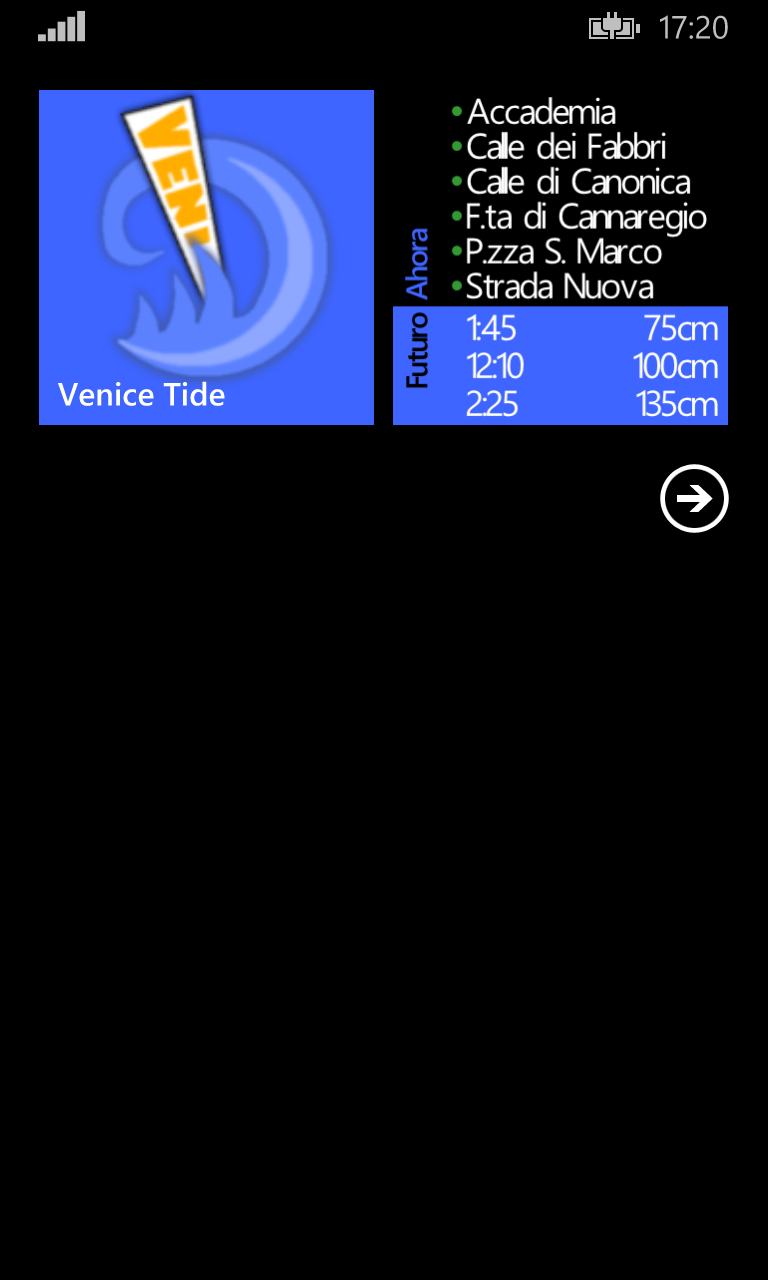 17:20
VENI
Venice Tide
Ahora
Accademia
Calle dei Fabbri
Calle di Canonica
F.ta di Cannaregio
P.zza S. Marco
Strada Nuova
Futuro
1:45 75cm
12:10 100cm
2:25 135cm